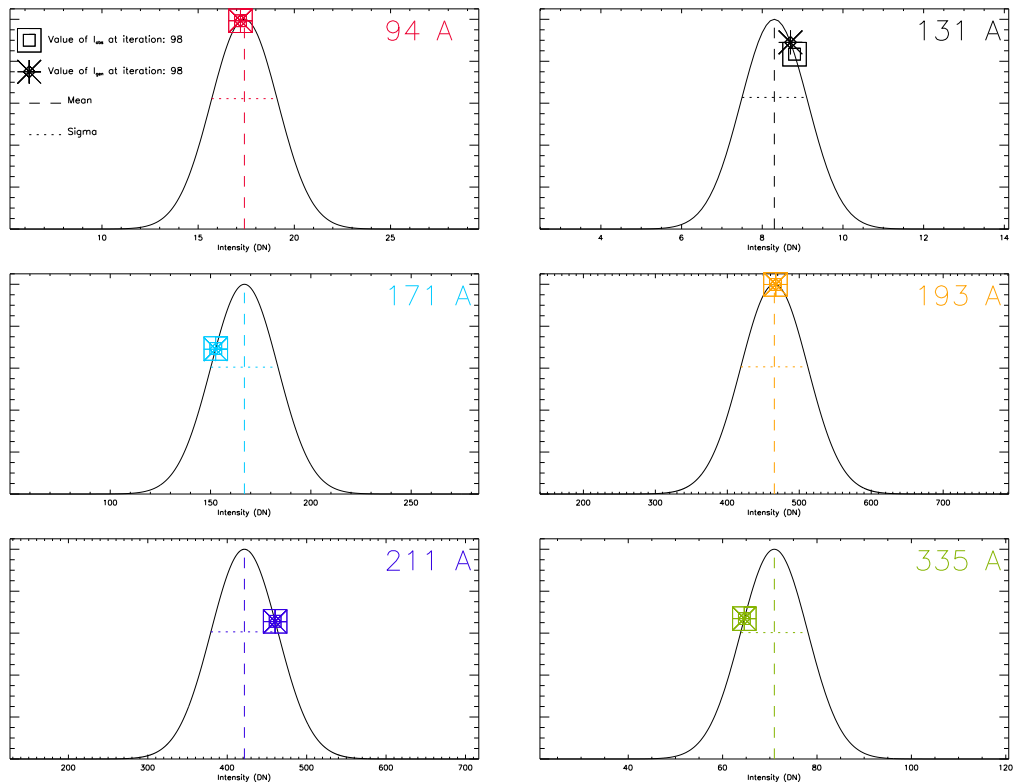 94 A
Value of I_obs at iteration: 98
Value of I_gen at iteration: 98
Mean
Sigma
10 15 20 25
Intensity (DN)
131 A
4 6 8 10 12 14
Intensity (DN)
171 A
100 150 200 250
Intensity (DN)
193 A
200 300 400 500 600 700
Intensity (DN)
211 A
200 300 400 500 600 700
Intensity (DN)
335 A
40 60 80 100 120
Intensity (DN)